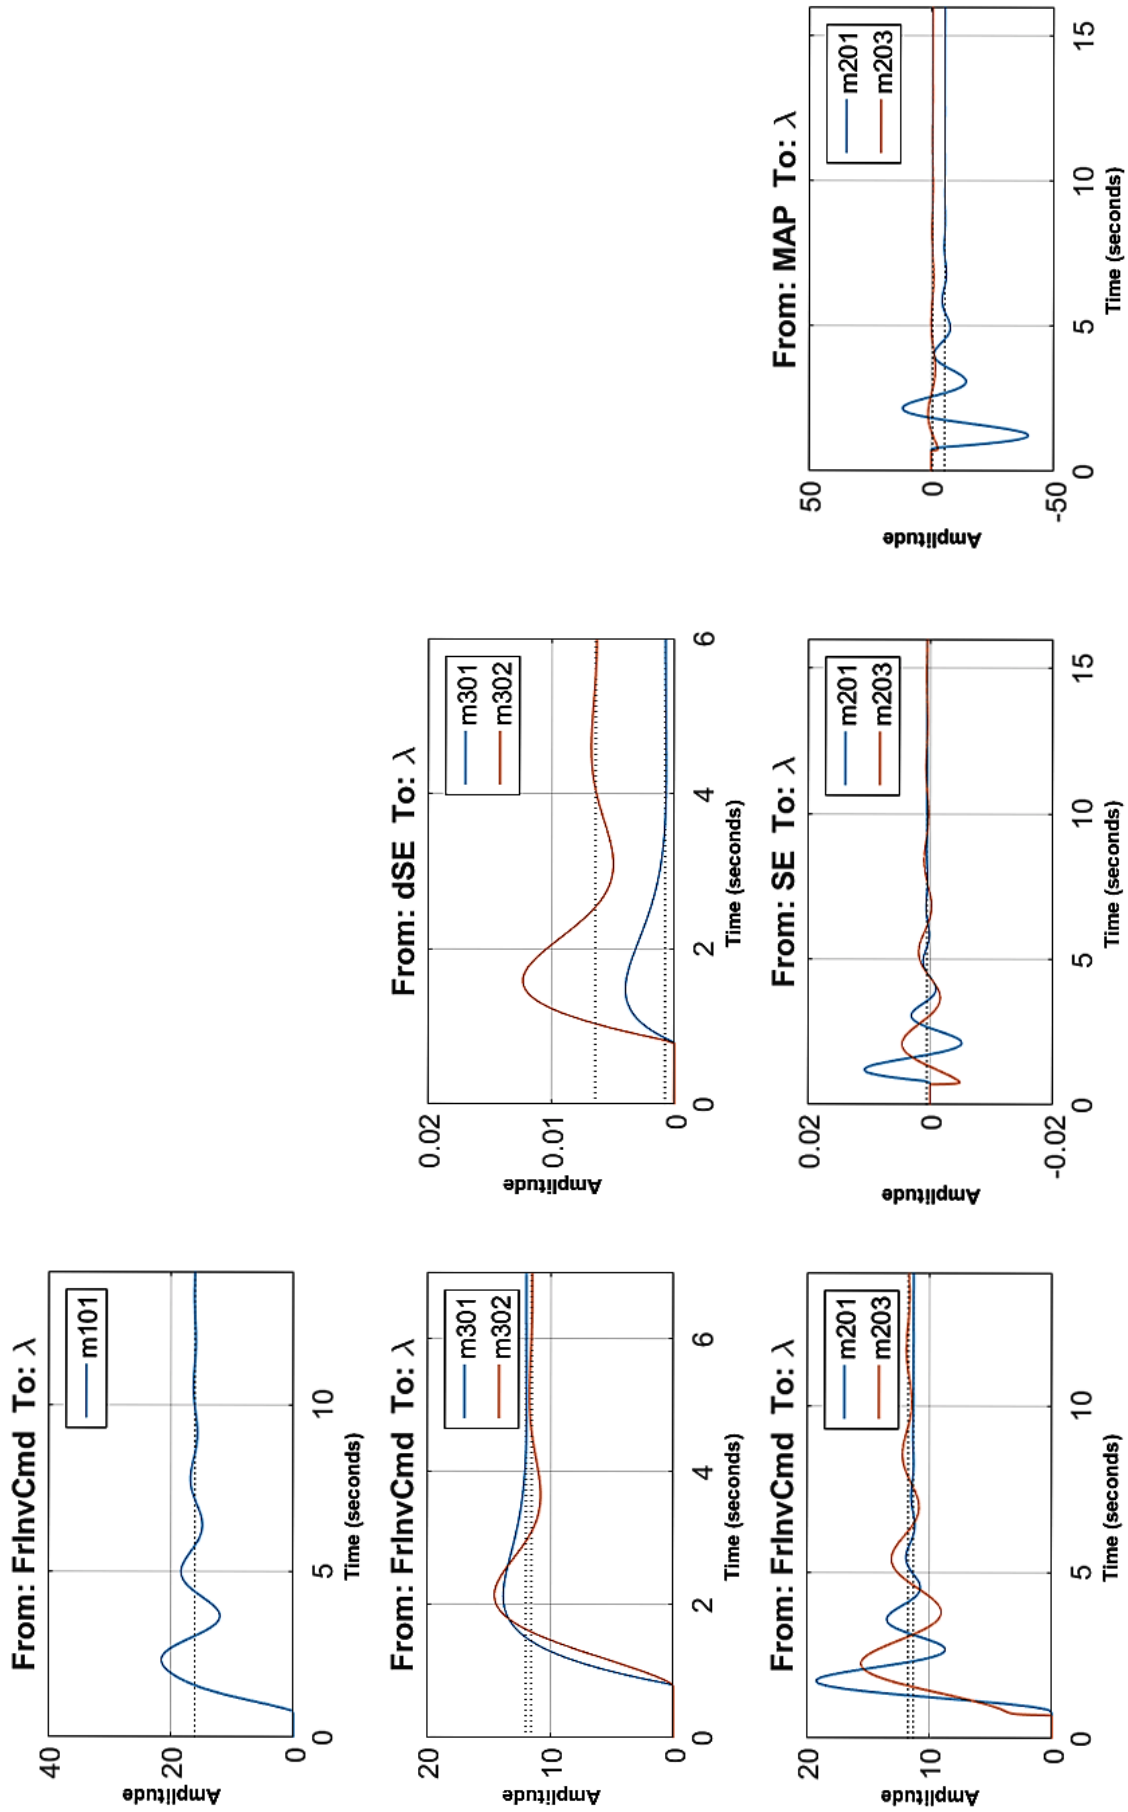 From: FrInvCmd To: λ
Amplitude
40
20
0
m101
0
5
10
Time (seconds)
From: FrInvCmd To: λ
Amplitude
20
10
0
m301
m302
0
2
4
6
Time (seconds)
From: dSE To: λ
Amplitude
0.02
0.01
0
m301
m302
0
2
4
6
Time (seconds)
From: FrInvCmd To: λ
Amplitude
20
10
0
m201
m203
0
5
10
Time (seconds)
From: SE To: λ
Amplitude
0.02
0
-0.02
m201
m203
0
5
10
15
Time (seconds)
From: MAP To: λ
Amplitude
50
0
-50
m201
m203
0
5
10
15
Time (seconds)